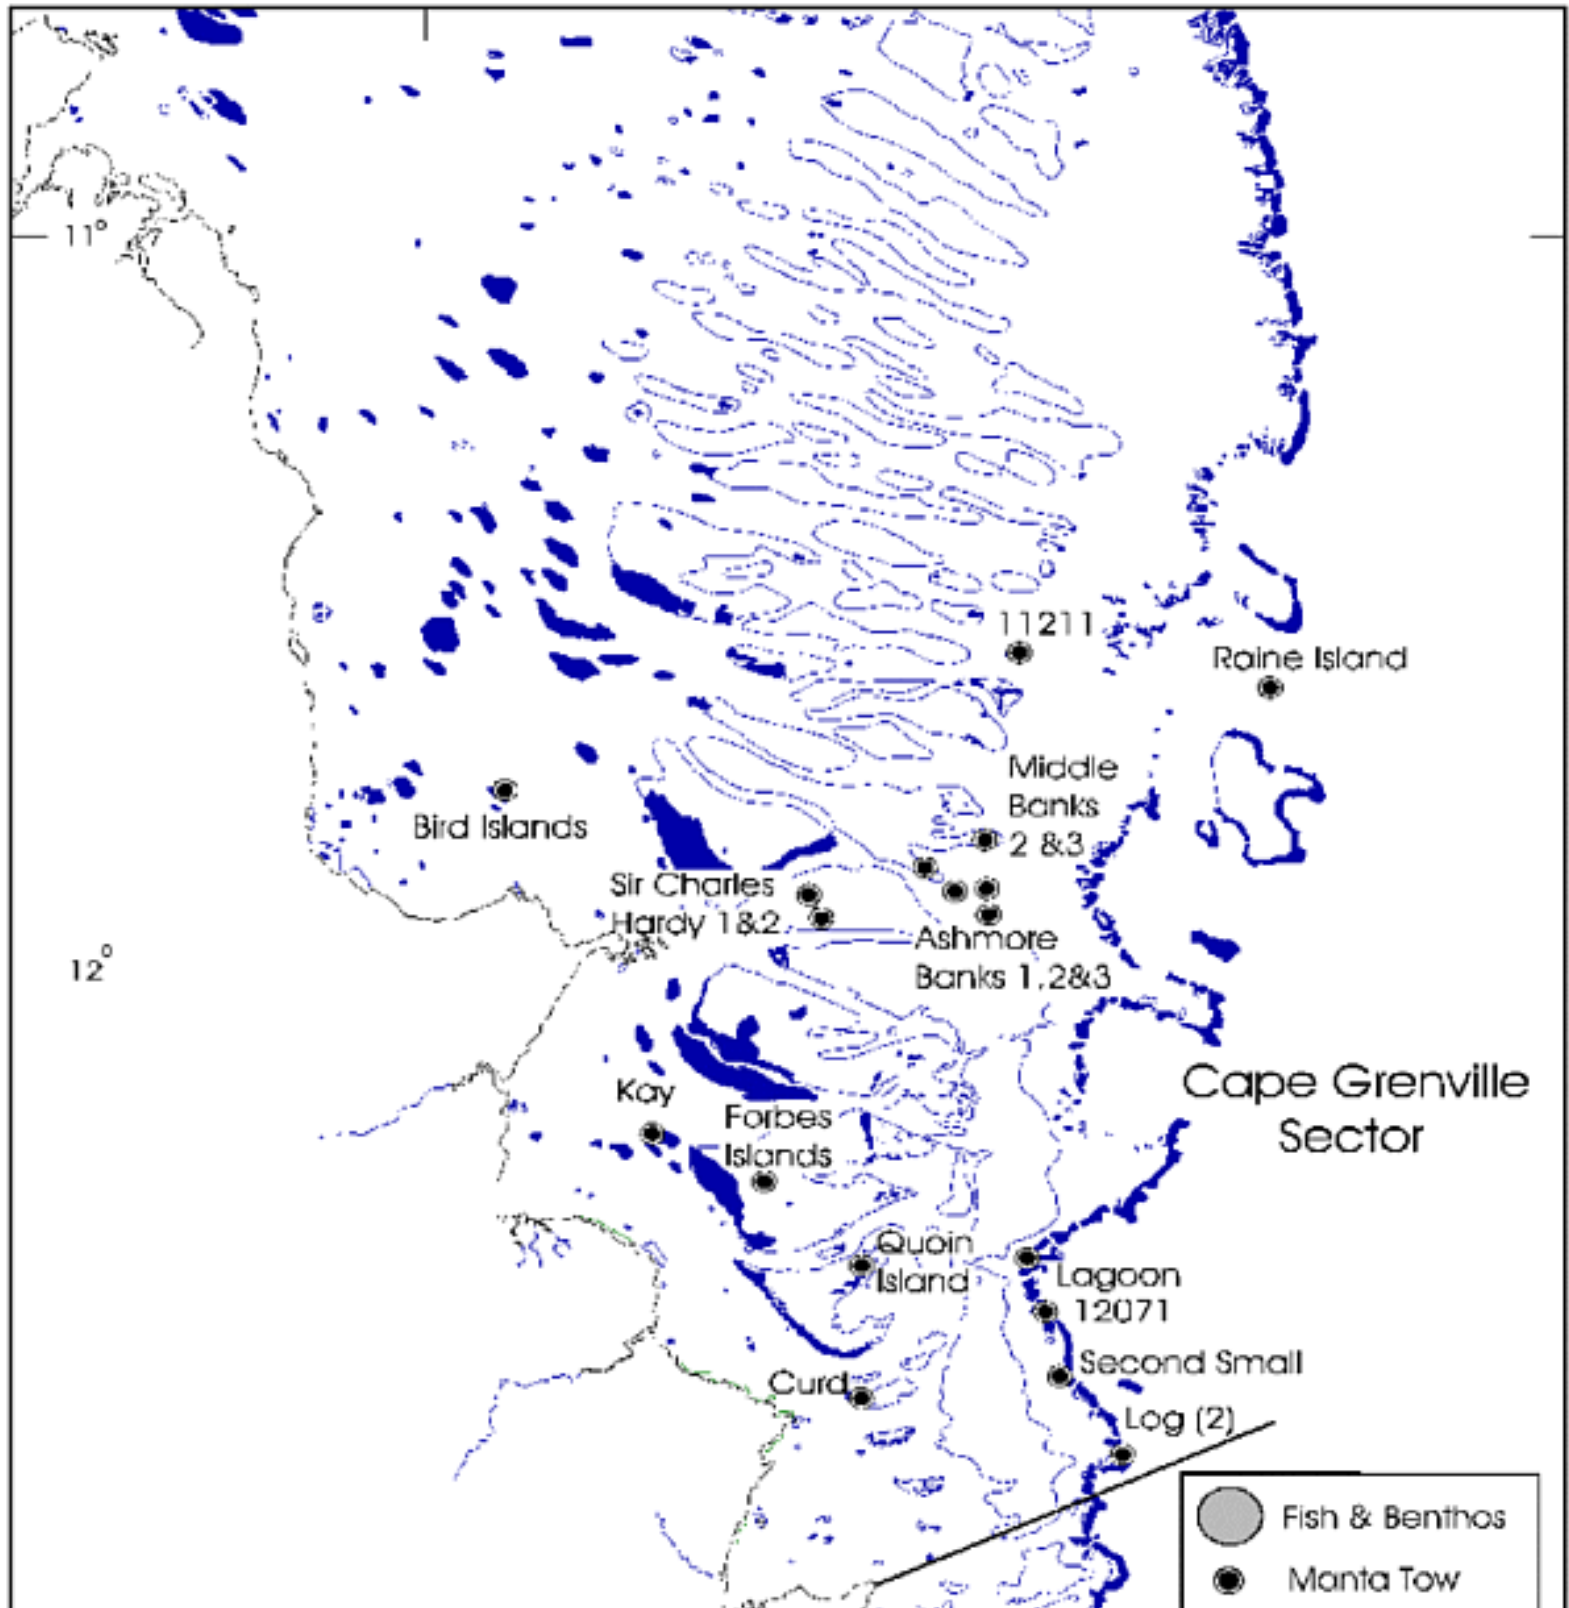 11°
11211
Raine Island
Middle
Banks
2 &3
Bird Islands
Sir Charles
Hardy 1&2
Ashmore
Banks 1,2&3
12°
Cape Grenville
Sector
Kay
Forbes
Islands
Quoin
Island
Lagoon
12071
Second Small
Curd
Log (2)
Fish & Benthos
Manta Tow